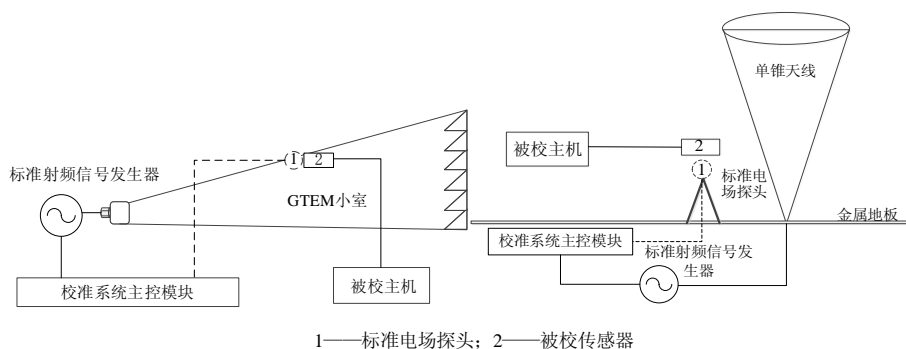 标准射频信号发生器
1
2
GTEM小室
校准系统主控模块
被校主机
单锥天线
被校主机
2
1
标准电
场探头
金属地板
校准系统主控模块
标准射频信号发
生器
1——标准电场探头；2——被校传感器